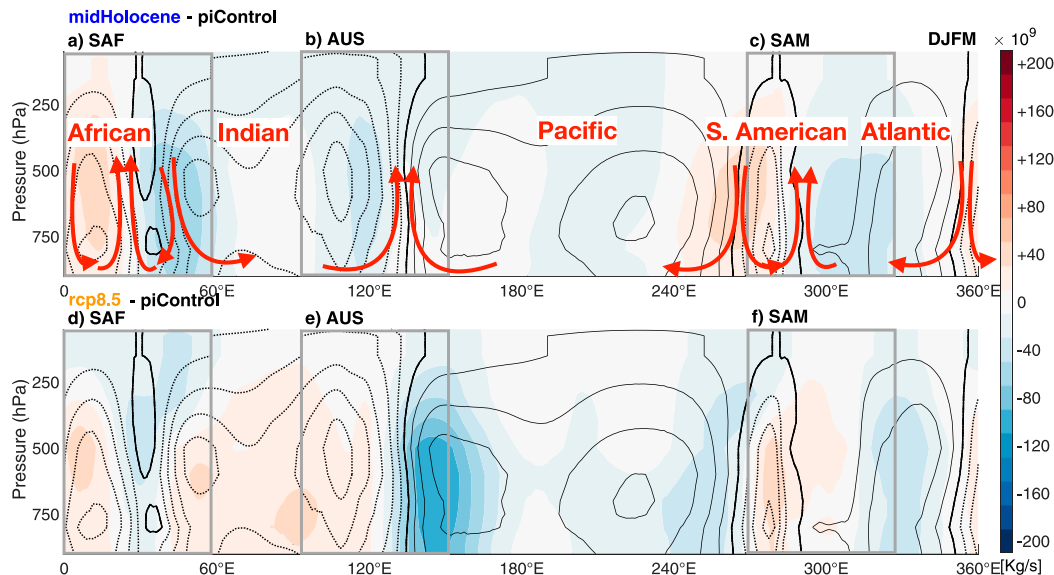 midHolocene - piControl
a) SAF
b) AUS
c) SAM
DJFM
× 10⁹
Pressure (hPa)
250
500
750
African
Indian
Pacific
S. American
Atlantic
0
60°E
120°E
180°E
240°E
300°E
360°E
rcp8.5 - piControl
d) SAF
e) AUS
f) SAM
Pressure (hPa)
250
500
750
0
60°E
120°E
180°E
240°E
300°E
360°E
+200
+160
+120
+80
+40
0
-40
-80
-120
-160
-200
[Kg/s]